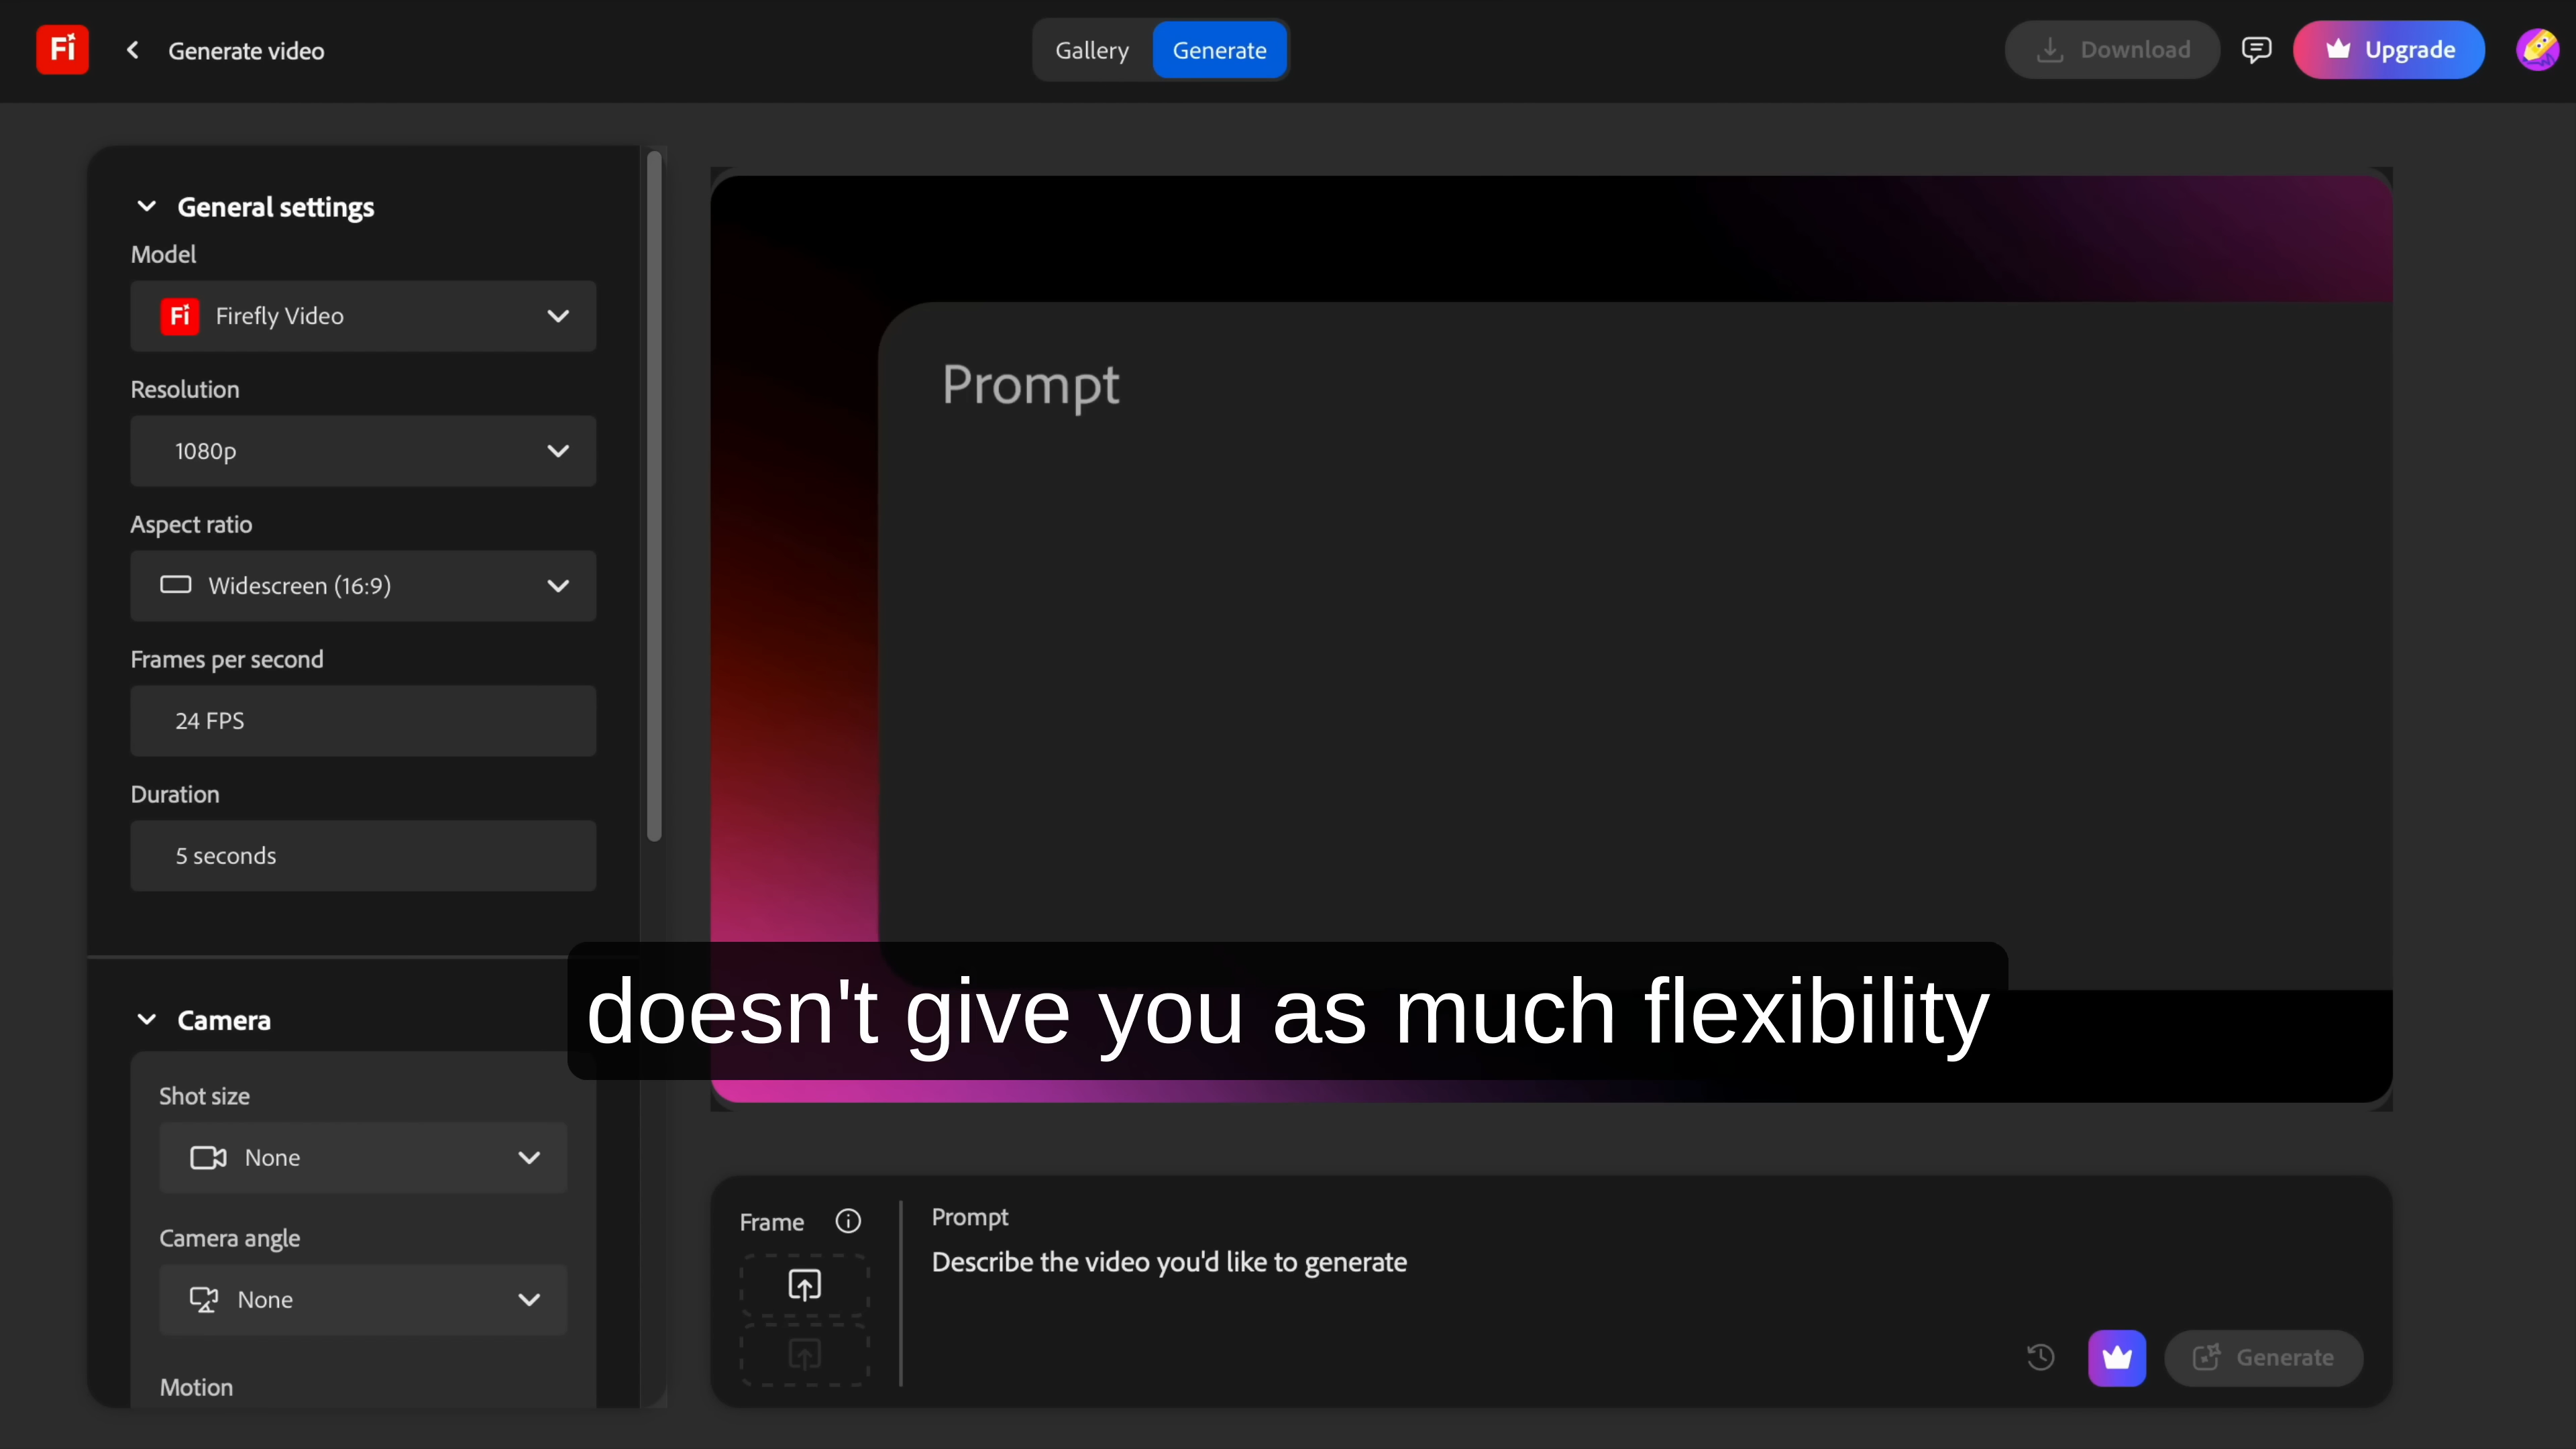 Fi
Generate video
Gallery
Generate
Download
Upgrade
General settings
Model
Fi Firefly Video
Resolution
1080p
Aspect ratio
Widescreen (16:9)
Frames per second
24 FPS
Duration
5 seconds
Camera
Shot size
None
Camera angle
None
Motion
Prompt
doesn't give you as much flexibility
Frame
Prompt
Describe the video you'd like to generate
Generate